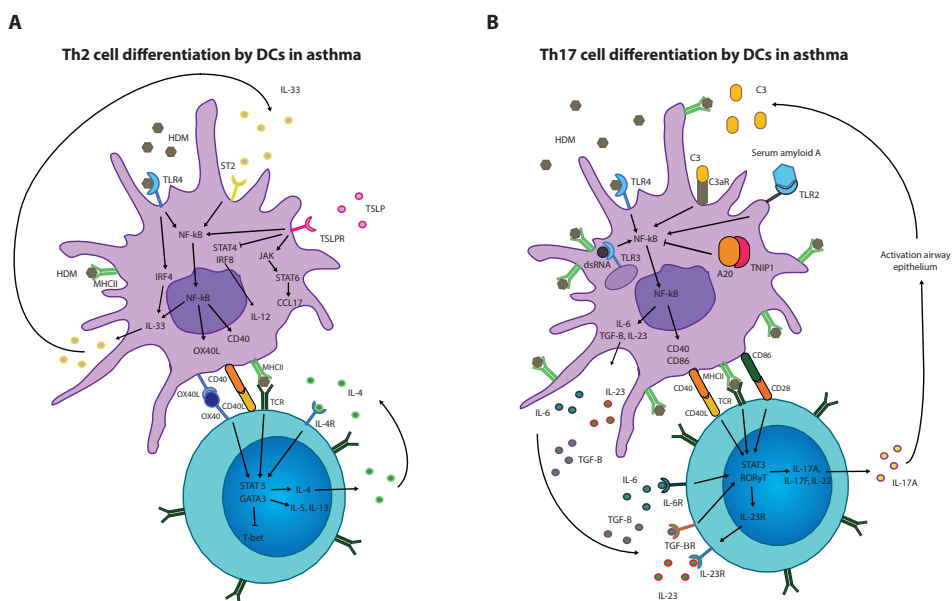 A
Th2 cell differentiation by DCs in asthma
IL-33
HDM
ST2
TLR4
TSLP
NF-kB
STAT4
TSLPR
IRF8
JAK
HDM
MHCII
IRF4
STAT6
NF-kB
CCL17
IL-33
IL-12
CD40
OX40L
MHCII
CD40
OX40L
CD40L
TCR
OX40
IL-4
IL-4R
STAT 5
GATA3
IL-4
IL-5, IL-13
T-bet
B
Th17 cell differentiation by DCs in asthma
C3
HDM
C3
Serum amyloid A
TLR4
C3aR
TLR2
NF-kB
dsRNA
TLR3
A20
TNIP1
Activation airway
epithelium
NF-kB
IL-6
TGF-B, IL-23
CD40
CD86
CD86
MHCII
CD40
CD28
TCR
CD40L
IL-23
IL-6
TGF-B
STAT3
RORγT
IL-17A,
IL-17F, IL-22
IL-17A
IL-6
IL-6R
IL-23R
TGF-B
TGF-BR
IL-23R
IL-23